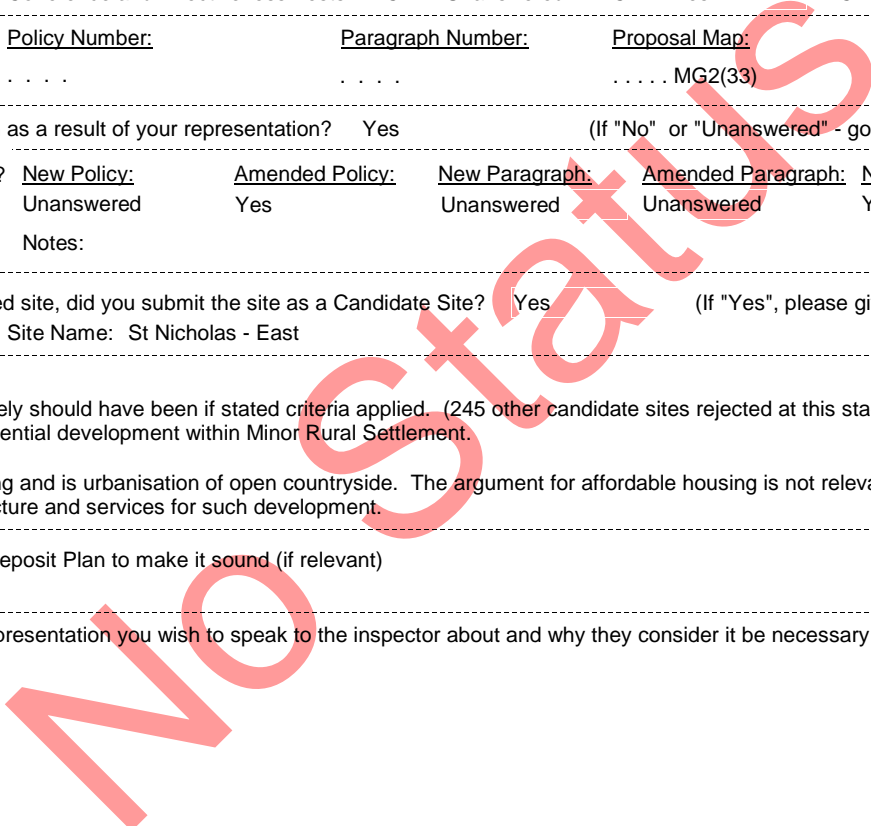 Policy Number: Paragraph Number: Proposal Map:
. . . . . . . . . . . . . MG2(33)
as a result of your representation? Yes (If "No" or "Unanswered" - go
? New Policy: Amended Policy: New Paragraph: Amended Paragraph: N
Unanswered Yes Unanswered Unanswered Y
Notes:
ed site, did you submit the site as a Candidate Site? Yes (If "Yes", please gi
Site Name: St Nicholas - East
ely should have been if stated criteria applied. (245 other candidate sites rejected at this sta
ential development within Minor Rural Settlement.
ng and is urbanisation of open countryside. The argument for affordable housing is not releva
cture and services for such development.
eposit Plan to make it sound (if relevant)
presentation you wish to speak to the inspector about and why they consider it be necessary
No Status